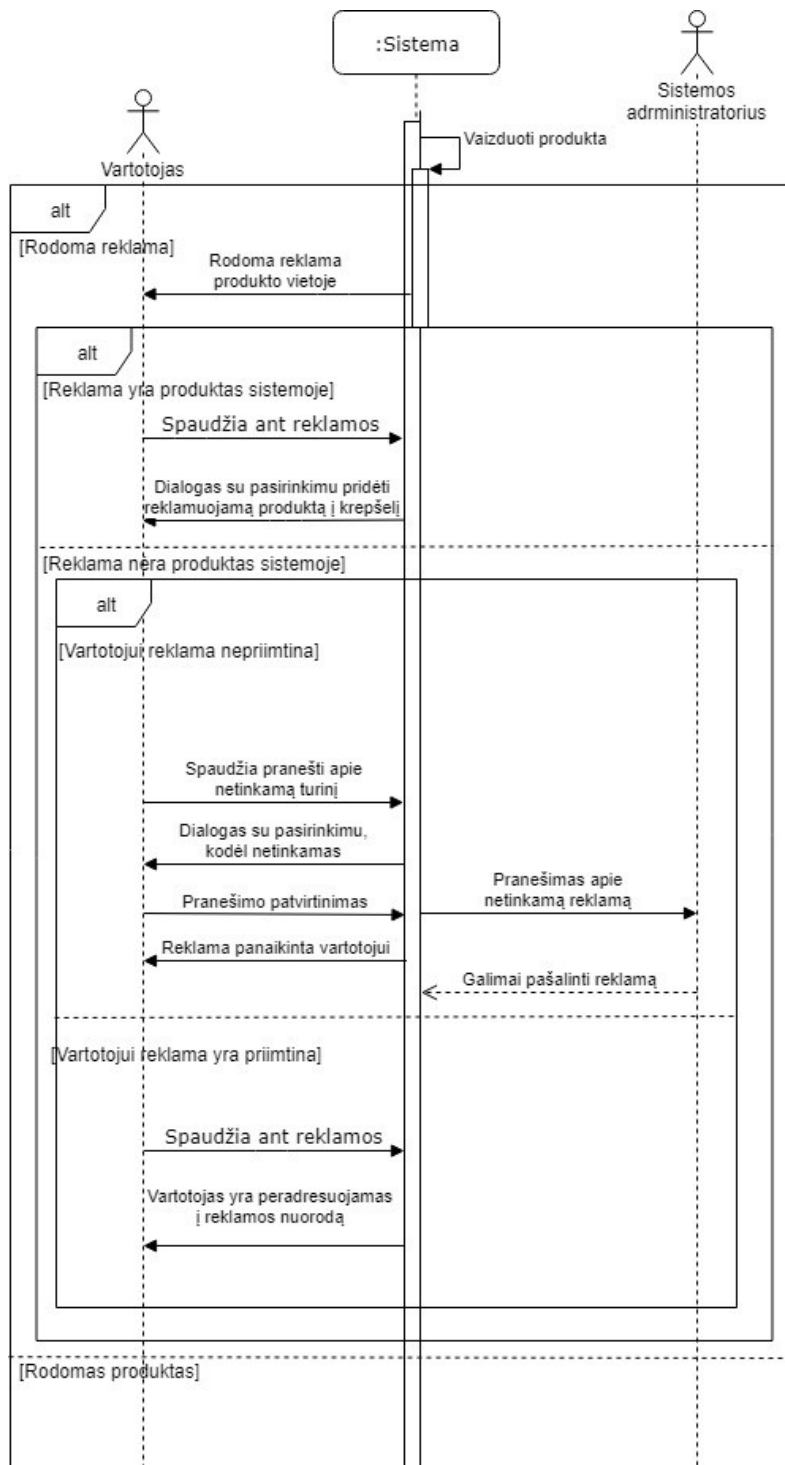 :Sistema
Sistemos
adrministratorius
Vaizduoti produkta
Vartotojas
alt
[Rodoma reklama]
Rodoma reklama
produkto vietoje
alt
[Reklama yra produktas sistemoje]
Spaudžia ant reklamos
Dialogas su pasirinkimu pridėti
reklamuojamą produktą į krepšelį
[Reklama nėra produktas sistemoje]
alt
[Vartotojui reklama nepriimtina]
Spaudžia pranešti apie
netinkamą turinį
Dialogas su pasirinkimu,
kodėl netinkamas
Pranešimo patvirtinimas
Pranešimas apie
netinkamą reklamą
Reklama panaikinta vartotojui
Galimai pašalinti reklamą
[Vartotojui reklama yra priimtina]
Spaudžia ant reklamos
Vartotojas yra peradresuojamas
į reklamos nuorodą
[Rodomas produktas]